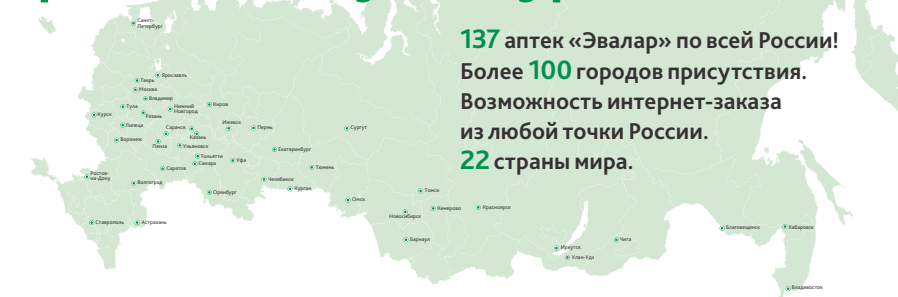 137 аптек «Эвалар» по всей России!
Более 100 городов присутствия.
Возможность интернет-заказа
из любой точки России.
22 страны мира.
Санкт-
Петербург
Ярославль
Тверь
Москва
Владимир
Тула
Рязань
Нижний
Новгород
Киров
Курск
Липецк
Саранск
Казань
Ижевск
Пермь
Сургут
Воронеж
Пенза
Ульяновск
Екатеринбург
Тольятти
Самара
Уфа
Тюмень
Ростов-
на-Дону
Волгоград
Саратов
Челябинск
Оренбург
Курган
Омск
Томск
Новосибирск
Кемерово
Красноярск
Ставрополь
Астрахань
Барнаул
Иркутск
Улан-Удэ
Чита
Благовещенск
Хабаровск
Владивосток